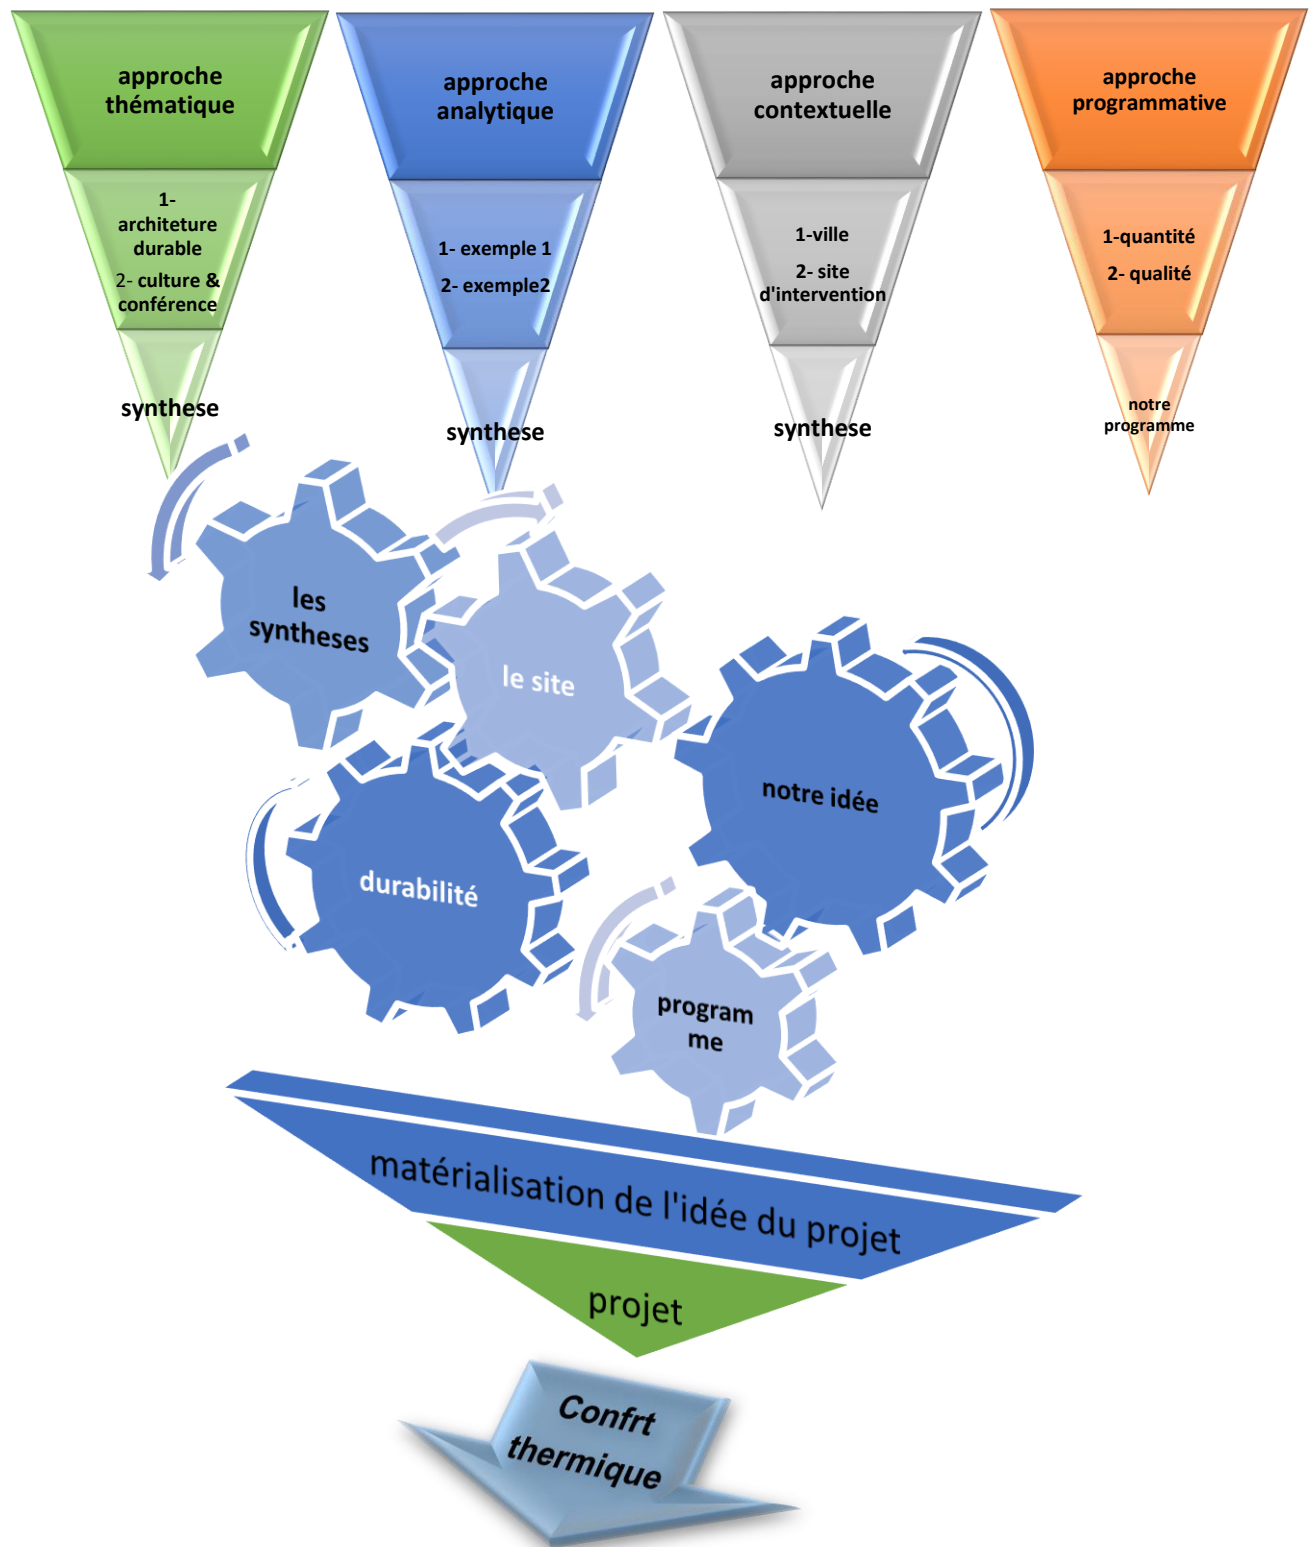 approche
thématique
1-
architeture
durable
2- culture &
conférence
synthese
approche
analytique
1- exemple 1
2- exemple2
synthese
approche
contextuelle
1-ville
2- site
d'intervention
synthese
approche
programmative
1-quantité
2- qualité
notre
programme
les
syntheses
le site
notre idée
durabilité
program
me
matérialisation de l'idée du projet
projet
Confrt
thermique